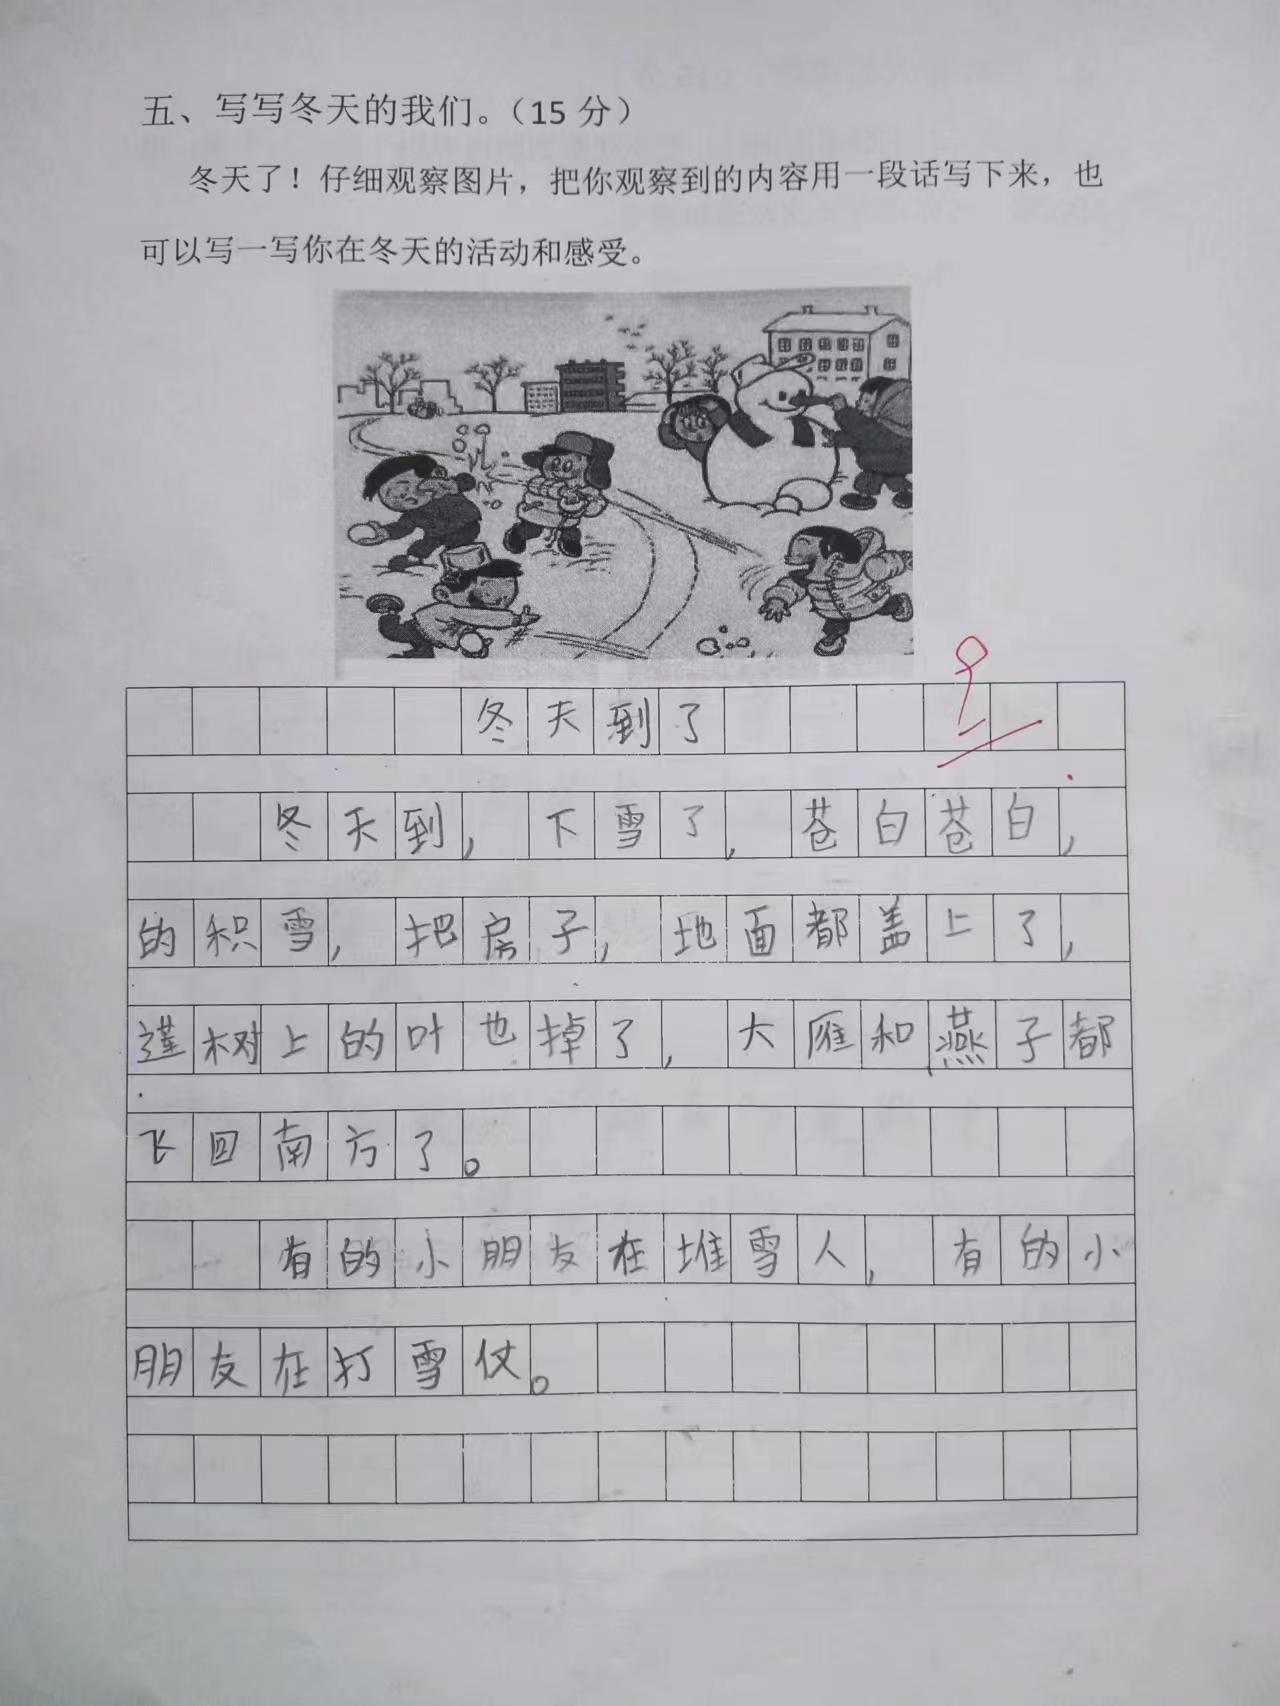 五、写写冬天的我们。（15 分）
冬天了！仔细观察图片，把你观察到的内容用一段话写下来，也
可以写一写你在冬天的活动和感受。
冬天到了
冬天到，下雪了，苍白苍白，
的积雪，把房子，地面都盖上了，
树上的叶也掉了，大雁和燕子都
飞回南方了。
有的小朋友在堆雪人，有的小
朋友在打雪仗。